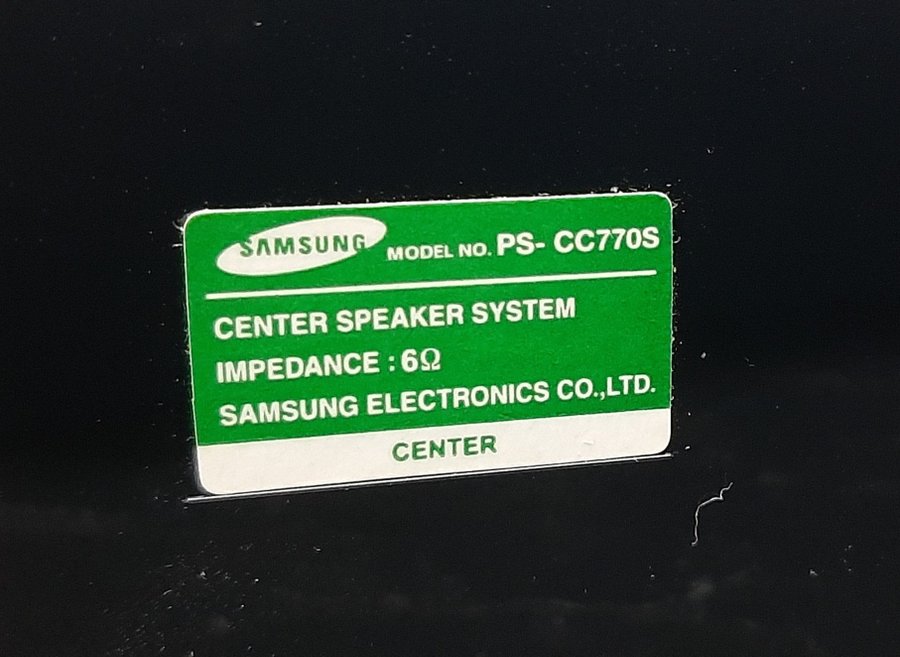 SAMSUNG MODEL NO. PS- CC770S
CENTER SPEAKER SYSTEM
IMPEDANCE : 6Ω
SAMSUNG ELECTRONICS CO.,LTD.
CENTER